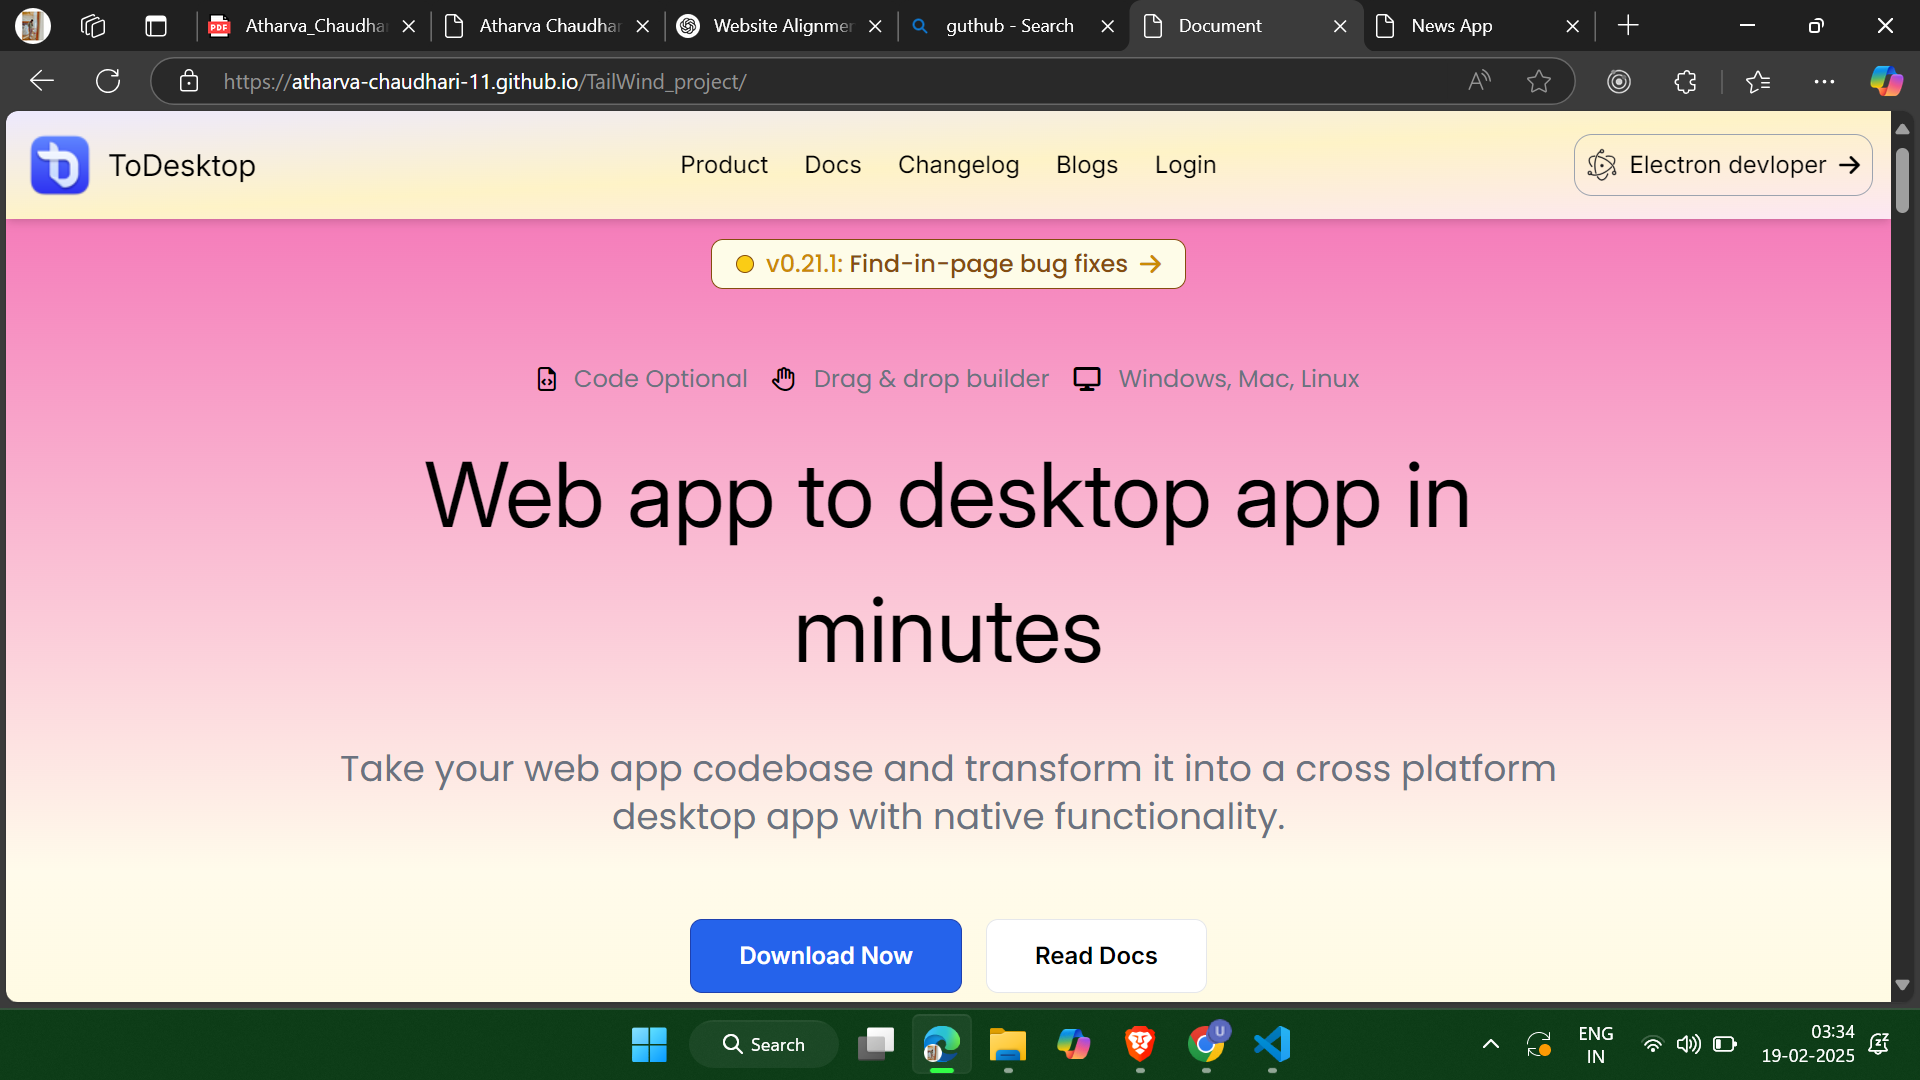 Atharva_Chaudha
Atharva Chaudhar
Website Alignmen
guthub - Search
Document
News App
https://atharva-chaudhari-11.github.io/TailWind_project/
ToDesktop
Product
Docs
Changelog
Blogs
Login
Electron devloper →
v0.21.1: Find-in-page bug fixes →
Code Optional
Drag & drop builder
Windows, Mac, Linux
Web app to desktop app in
minutes
Take your web app codebase and transform it into a cross platform
desktop app with native functionality.
Download Now
Read Docs
Search
ENG
IN
03:34
19-02-2025